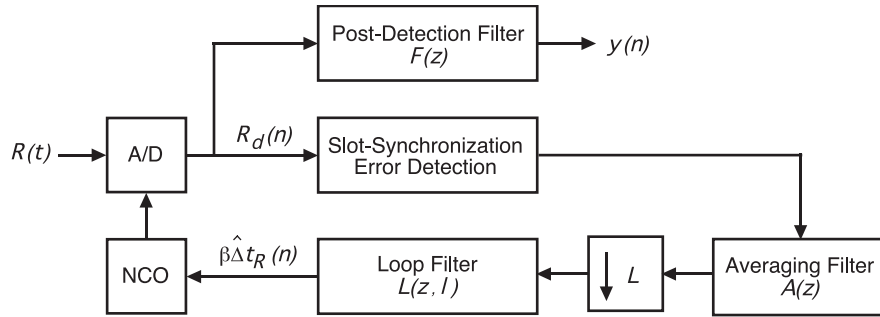 Post-Detection Filter
F(z)
y(n)
R(t)
A/D
R_d(n)
Slot-Synchronization
Error Detection
NCO
βΔ̂t_R(n)
Loop Filter
L(z, l)
L
Averaging Filter
A(z)